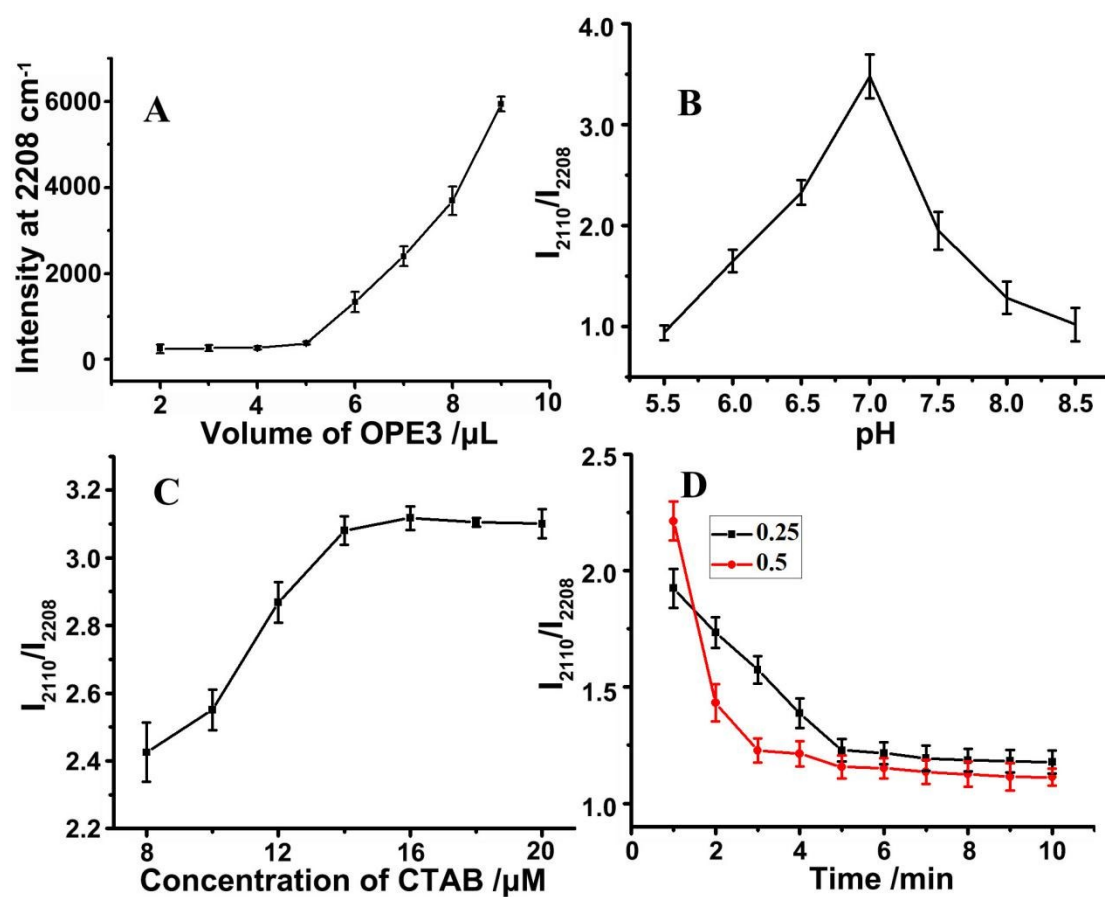 A
Intensity at 2208 cm⁻¹
6000
4000
2000
0
2 4 6 8 10
Volume of OPE3 /µL
B
I₂₁₁₀/I₂₂₀₈
4.0
3.0
2.0
1.0
5.5 6.0 6.5 7.0 7.5 8.0 8.5
pH
C
I₂₁₁₀/I₂₂₀₈
3.2
3.0
2.8
2.6
2.4
2.2
8 12 16 20
Concentration of CTAB /µM
D
I₂₁₁₀/I₂₂₀₈
2.5
2.0
1.5
1.0
0.25
0.5
0 2 4 6 8 10
Time /min